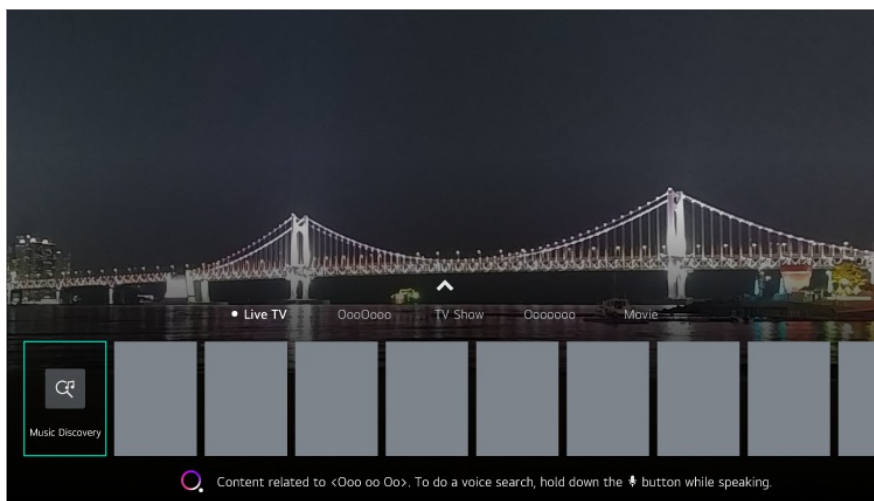 Live TV
OooOooo
TV Show
Ooooooo
Movie
Music Discovery
Content related to <Ooo oo Oo>. To do a voice search, hold down the button while speaking.